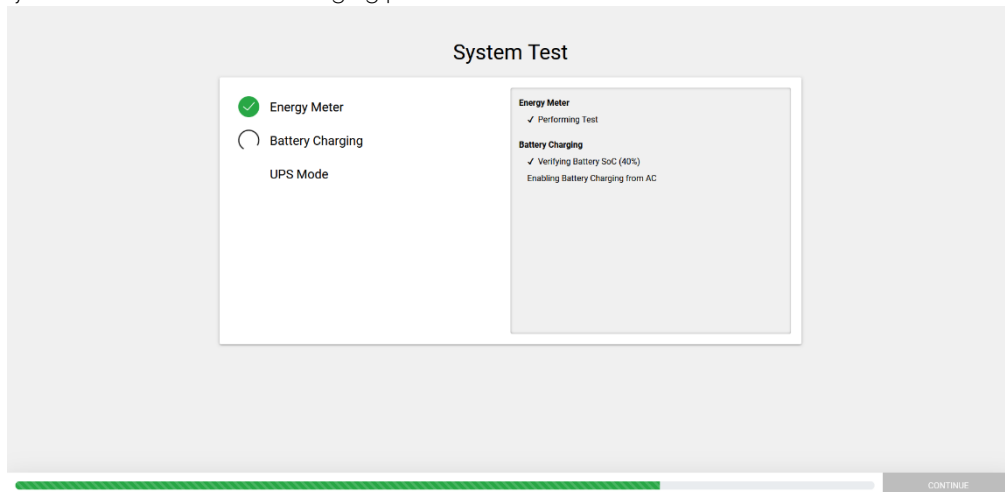 System Test
Energy Meter
Battery Charging
UPS Mode
Energy Meter
✓ Performing Test
Battery Charging
✓ Verifying Battery SoC (40%)
Enabling Battery Charging from AC
CONTINUE